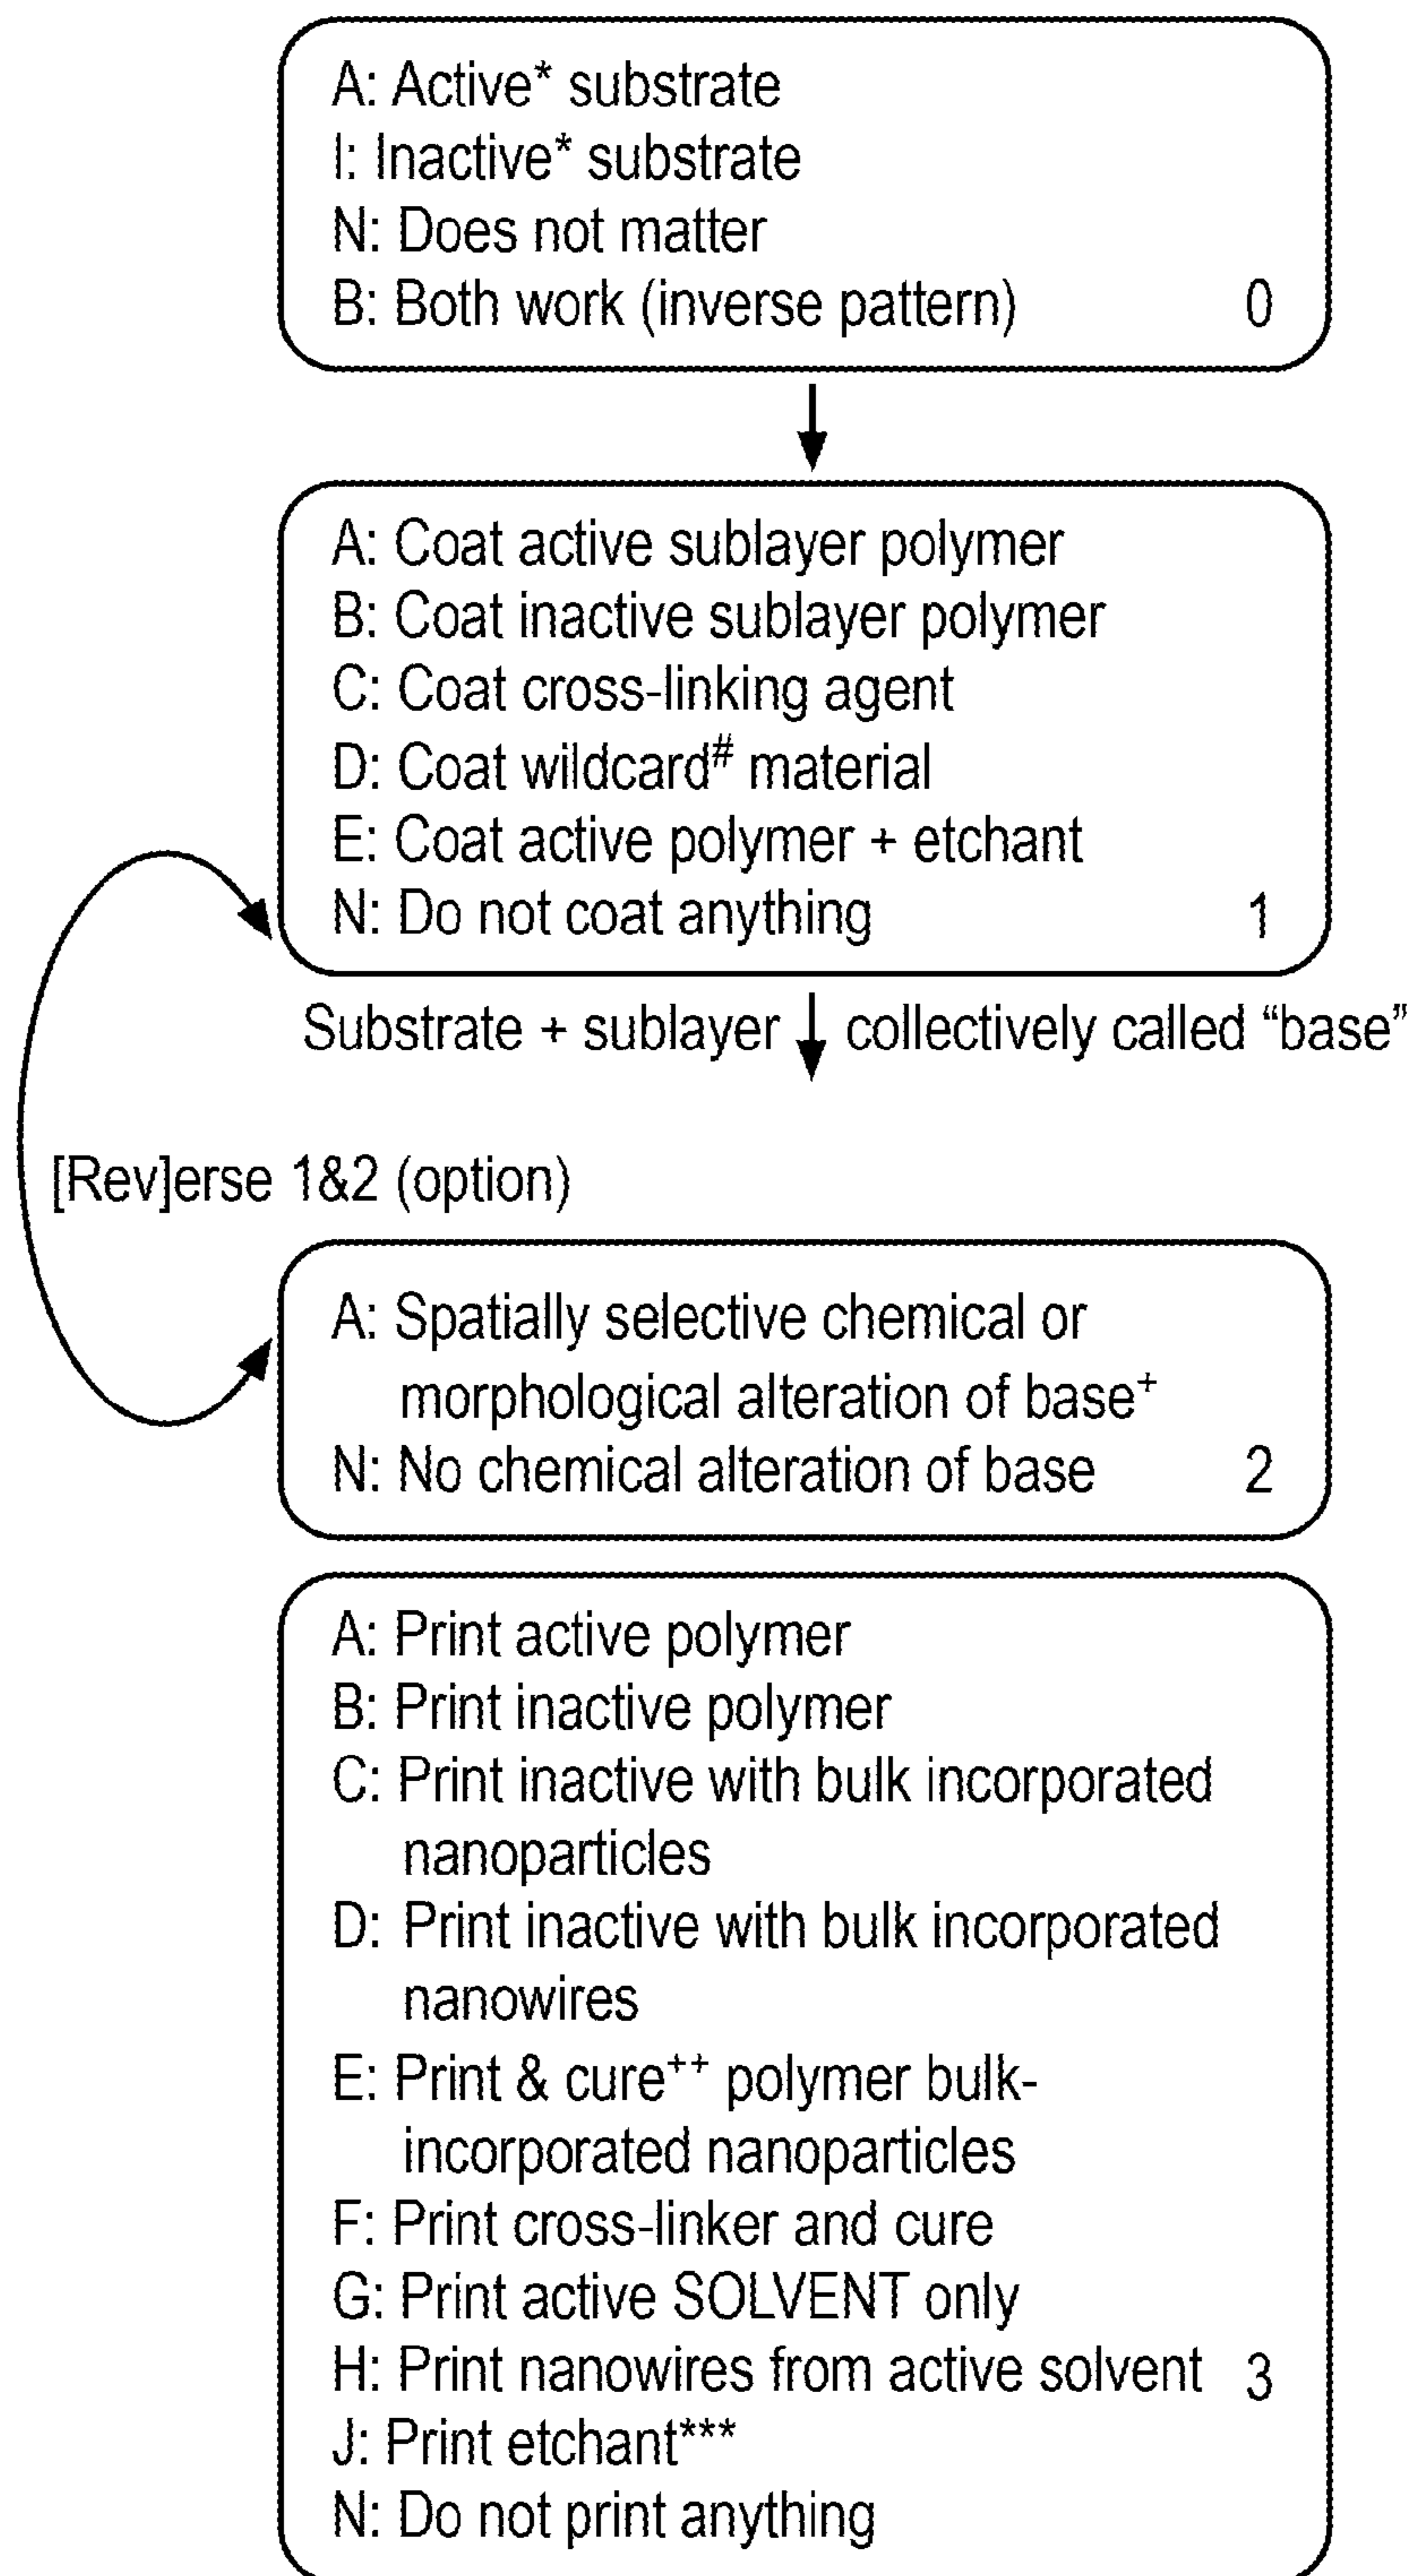 A: Active* substrate
I: Inactive* substrate
N: Does not matter
B: Both work (inverse pattern) 0
A: Coat active sublayer polymer
B: Coat inactive sublayer polymer
C: Coat cross-linking agent
D: Coat wildcard# material
E: Coat active polymer + etchant
N: Do not coat anything 1
Substrate + sublayer collectively called “base”
[Rev]erse 1&2 (option)
A: Spatially selective chemical or
morphological alteration of base+
N: No chemical alteration of base 2
A: Print active polymer
B: Print inactive polymer
C: Print inactive with bulk incorporated
nanoparticles
D: Print inactive with bulk incorporated
nanowires
E: Print & cure++ polymer bulk-
incorporated nanoparticles
F: Print cross-linker and cure
G: Print active SOLVENT only
H: Print nanowires from active solvent 3
J: Print etchant***
N: Do not print anything